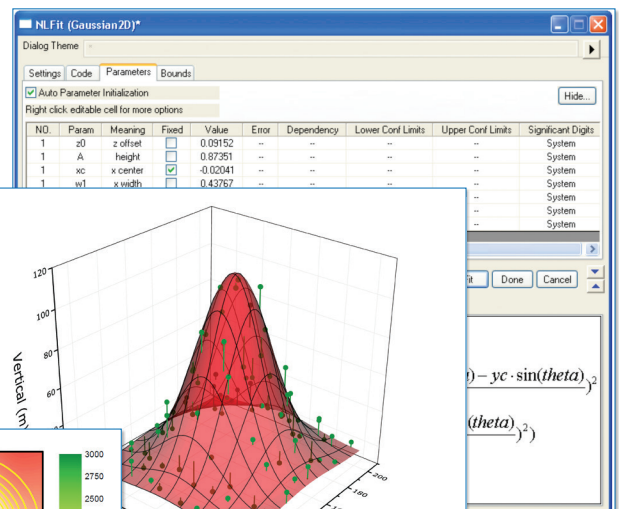 NLFit (Gaussian2D)*
Dialog Theme *
Settings Code Parameters Bounds
Auto Parameter Initialization
Hide...
Right click editable cell for more options
NO. Param Meaning Fixed Value Error Dependency Lower Conf Limits Upper Conf Limits Significant Digits
1 z0 z offset 0.09152 -- -- -- -- System
1 A height 0.87351 -- -- -- -- System
1 xc x center -0.02041 -- -- -- -- System
1 w1 x width 0.43767 -- -- -- -- System
-- System
-- System
-- System
Done Cancel
) – yc · sin(theta) )²
(theta) )²)
120
100
80
60
Vertical (m)
200
180
3000
2750
2500